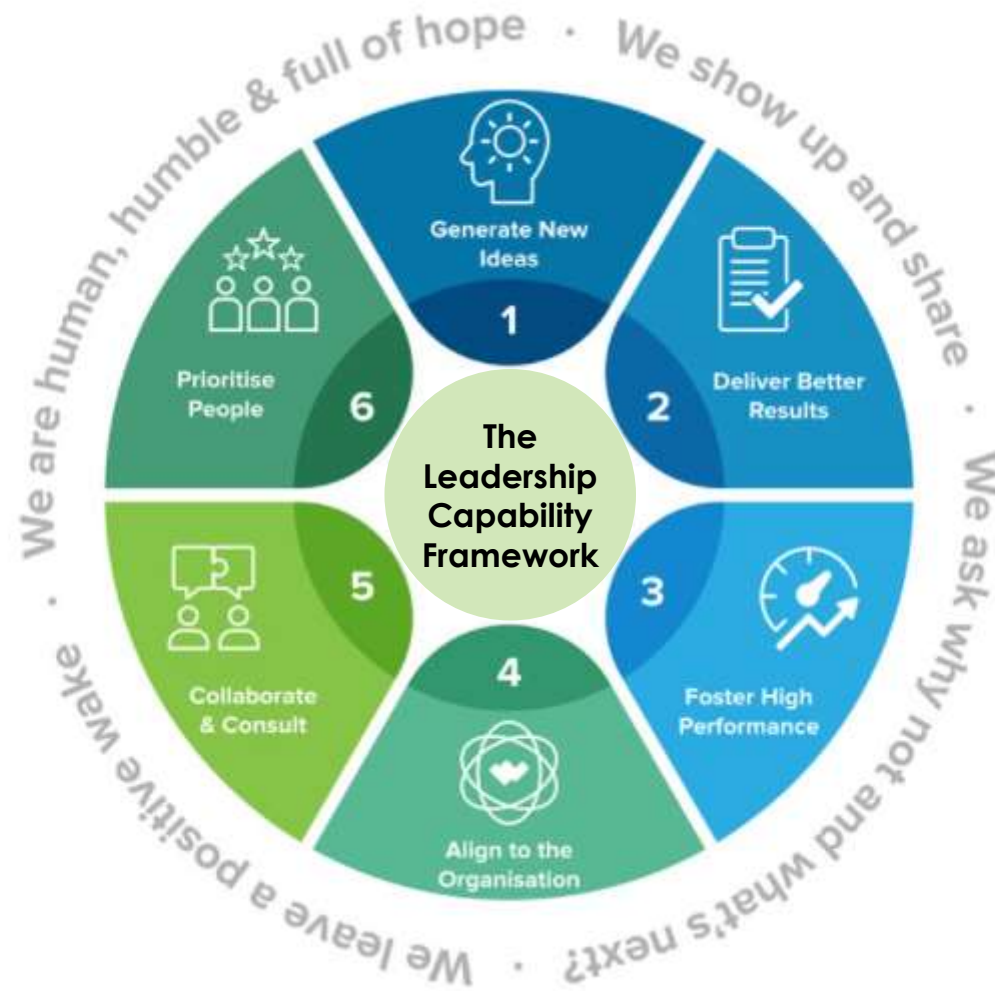 We are human, humble & full of hope · We show up and share · We ask why not and what's next? · We leave a positive wake ·
The
Leadership
Capability
Framework
1
Generate New
Ideas
2
Deliver Better
Results
3
Foster High
Performance
4
Align to the
Organisation
5
Collaborate
& Consult
6
Prioritise
People